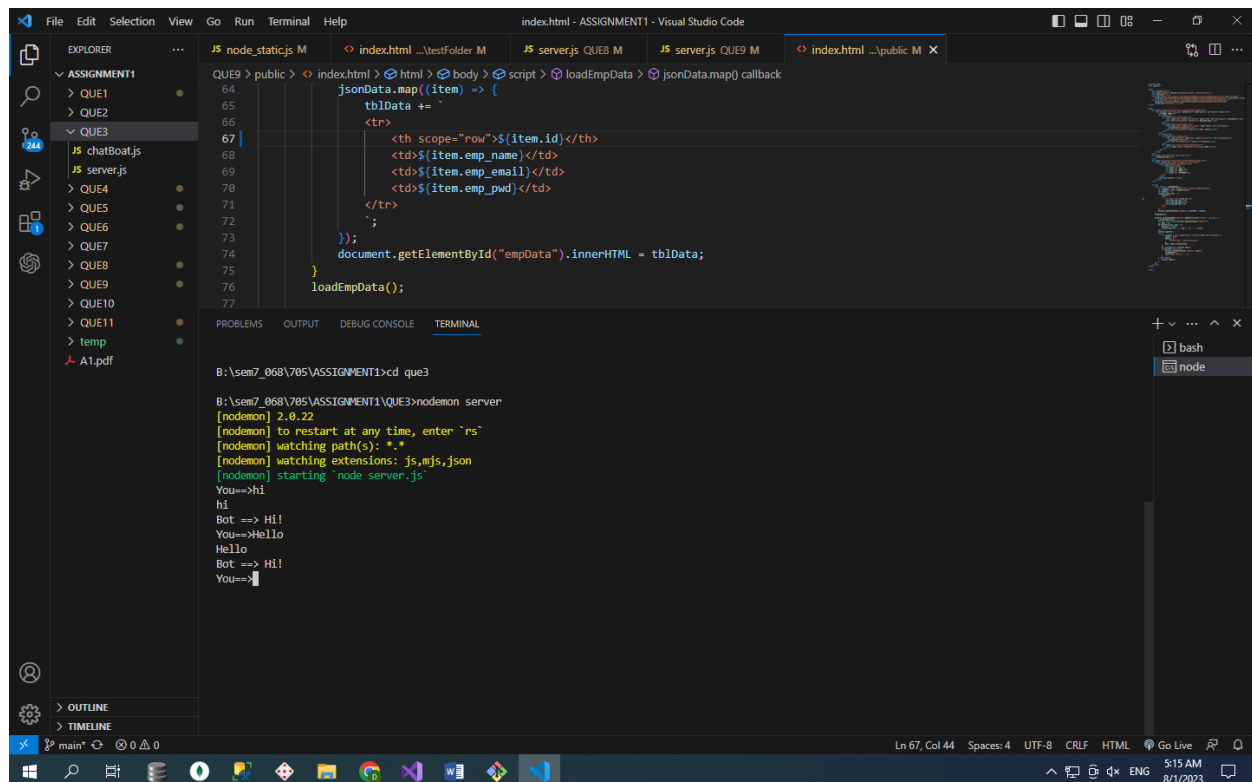 File Edit Selection View Go Run Terminal Help index.html - ASSIGNMENT1 - Visual Studio Code
EXPLORER ···
JS node_static.js M <> index.html ...\testFolder M JS server.js QUE8 M JS server.js QUE9 M <> index.html ...\public M
ASSIGNMENT1
> QUE1
> QUE2
QUE3
JS chatBoat.js
JS server.js
> QUE4
> QUE5
> QUE6
> QUE7
> QUE8
> QUE9
> QUE10
> QUE11
> temp
A1.pdf
244
1
> OUTLINE
> TIMELINE
QUE9 > public > <> index.html > html > body > script > loadEmpData > jsonData.map() callback
64 jsonData.map((item) => {
65 tblData += `
66 <tr>
67 <th scope="row">${item.id}</th>
68 <td>${item.emp_name}</td>
69 <td>${item.emp_email}</td>
70 <td>${item.emp_pwd}</td>
71 </tr>
72 `;
73 });
74 document.getElementById("empData").innerHTML = tblData;
75 }
76 loadEmpData();
77
PROBLEMS OUTPUT DEBUG CONSOLE TERMINAL
bash
node
B:\sem7_068\705\ASSIGNMENT1>cd que3
B:\sem7_068\705\ASSIGNMENT1\QUE3>nodemon server
[nodemon] 2.0.22
[nodemon] to restart at any time, enter `rs`
[nodemon] watching path(s): *.*
[nodemon] watching extensions: js,mjs,json
[nodemon] starting `node server.js`
You==>hi
hi
Bot ==> Hi!
You==>Hello
Hello
Bot ==> Hi!
You==>
main* 0 0 Ln 67, Col 44 Spaces: 4 UTF-8 CRLF HTML Go Live
ENG 5:15 AM
8/1/2023